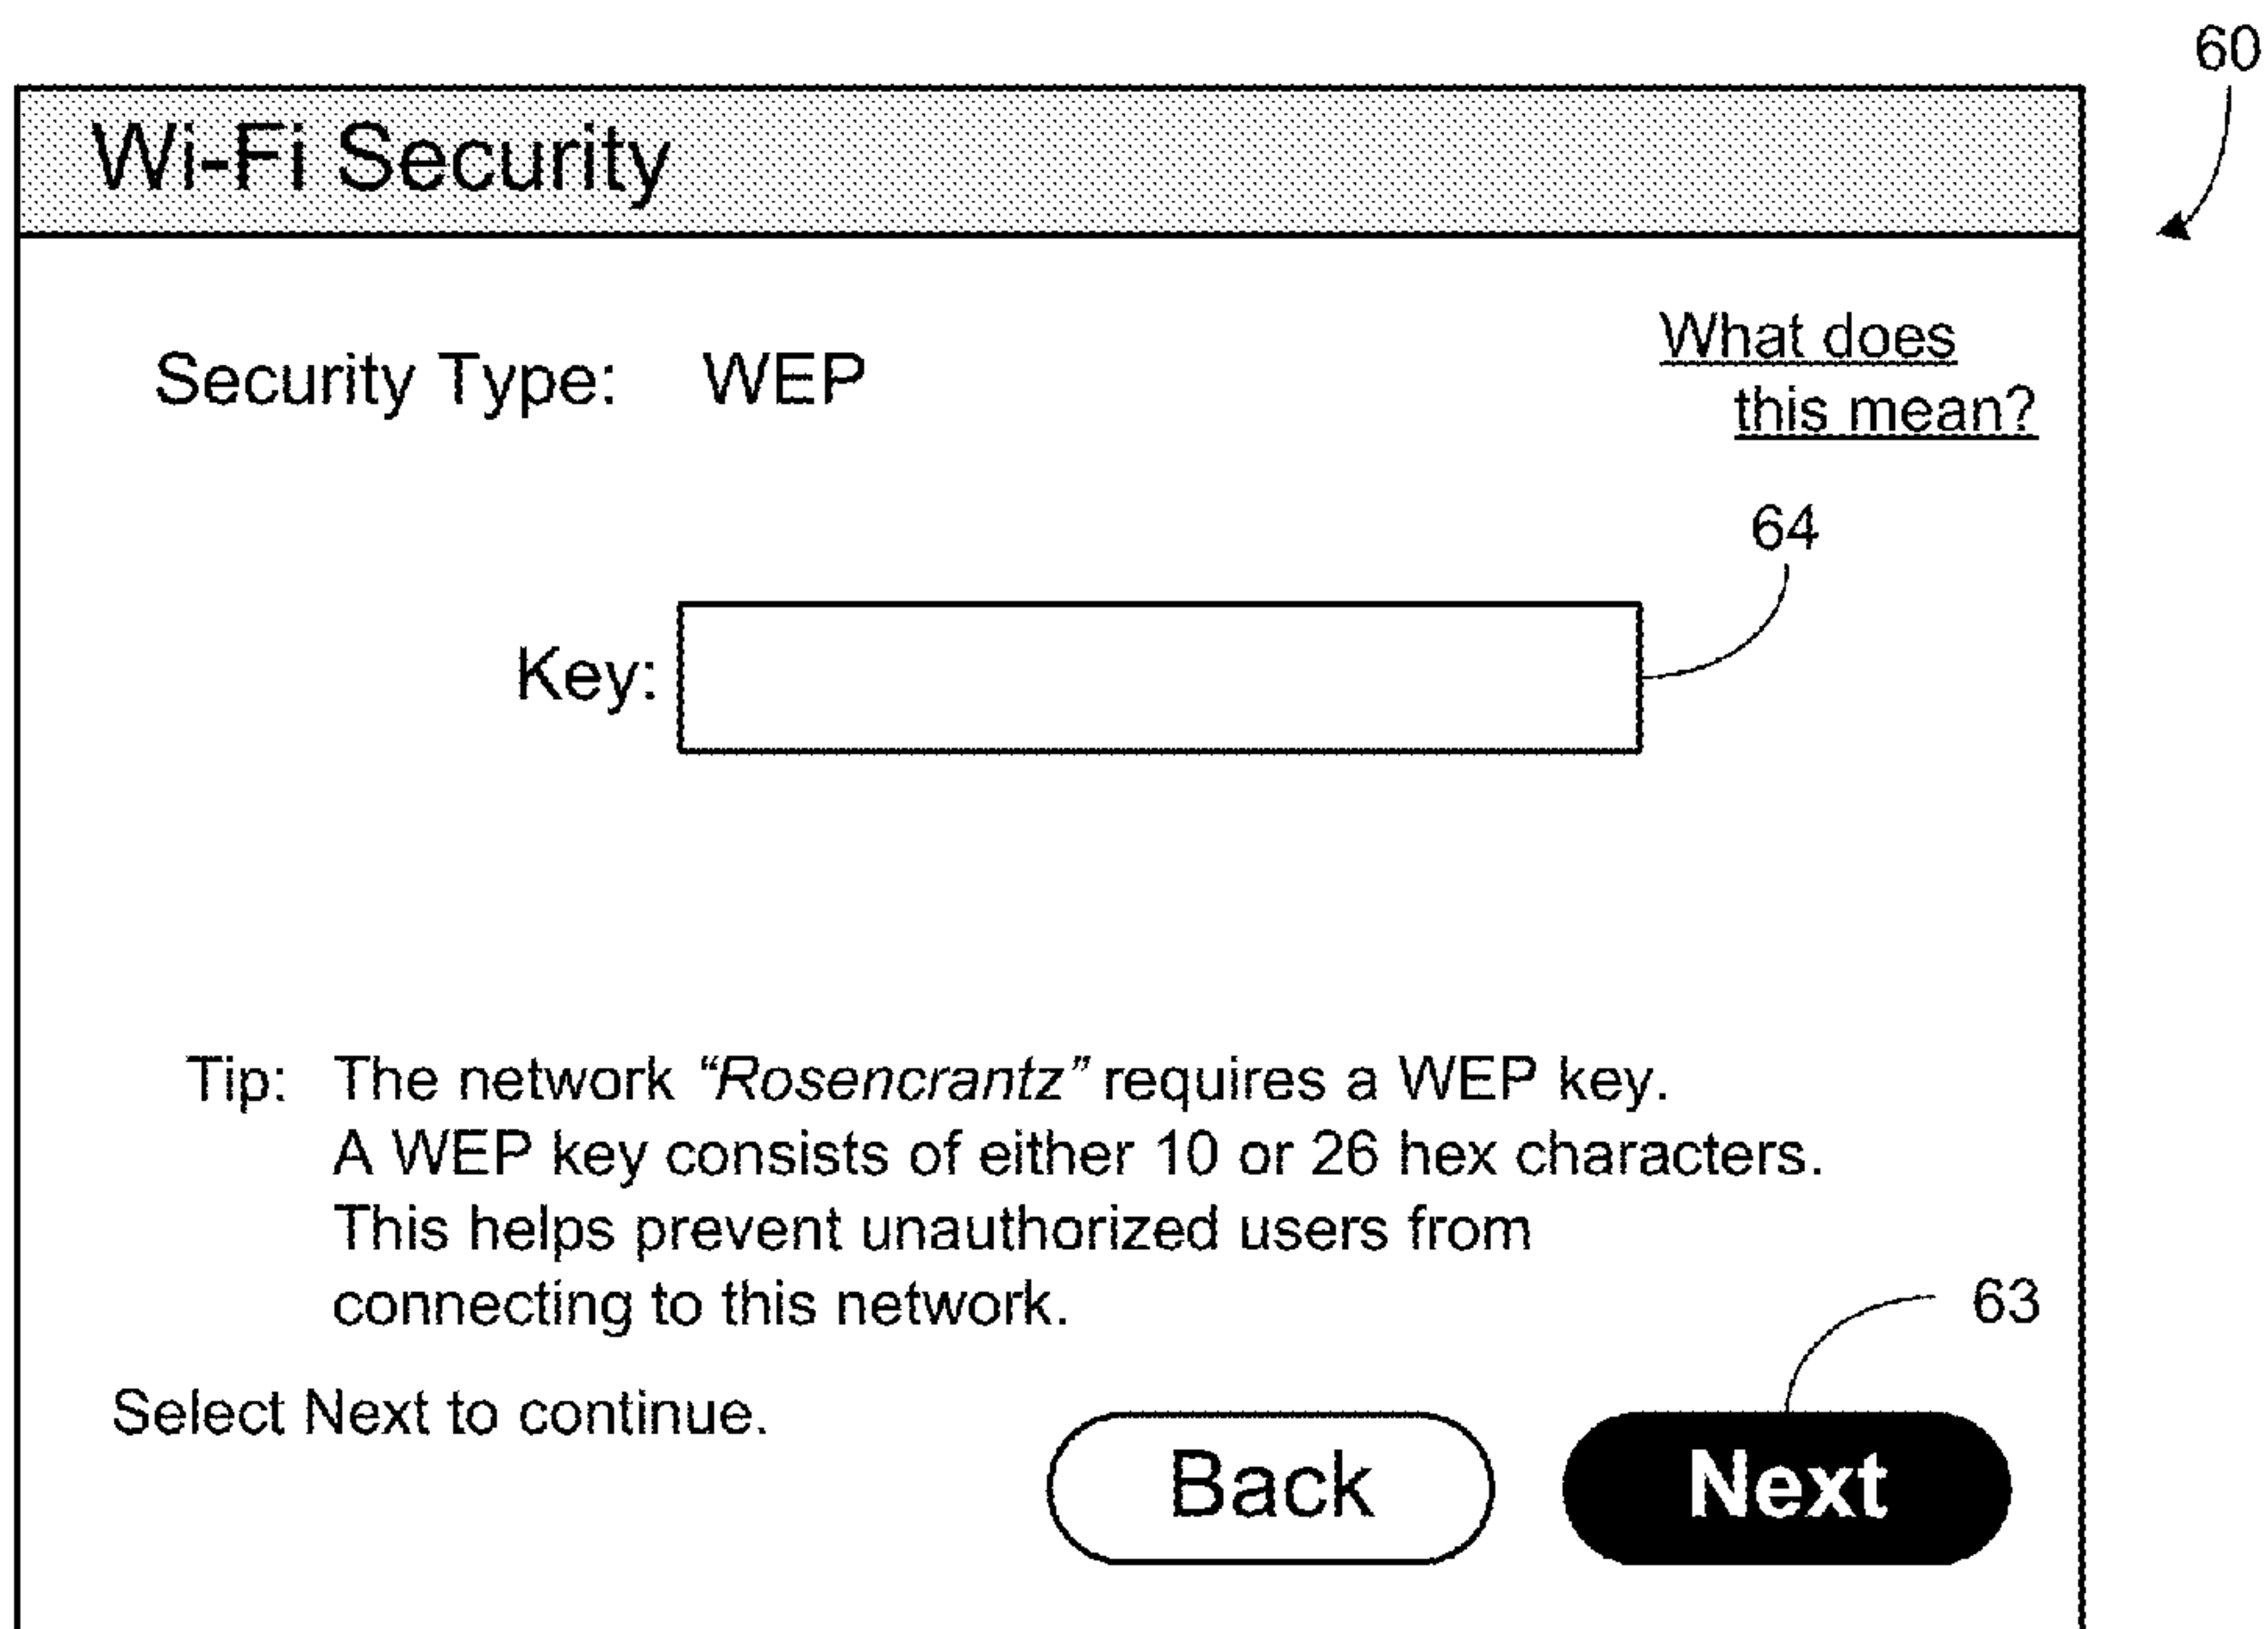 60
Wi-Fi Security
Security Type: WEP
What does
this mean?
64
Key:
Tip: The network “Rosencrantz” requires a WEP key.
A WEP key consists of either 10 or 26 hex characters.
This helps prevent unauthorized users from
connecting to this network.
63
Select Next to continue.
Back Next